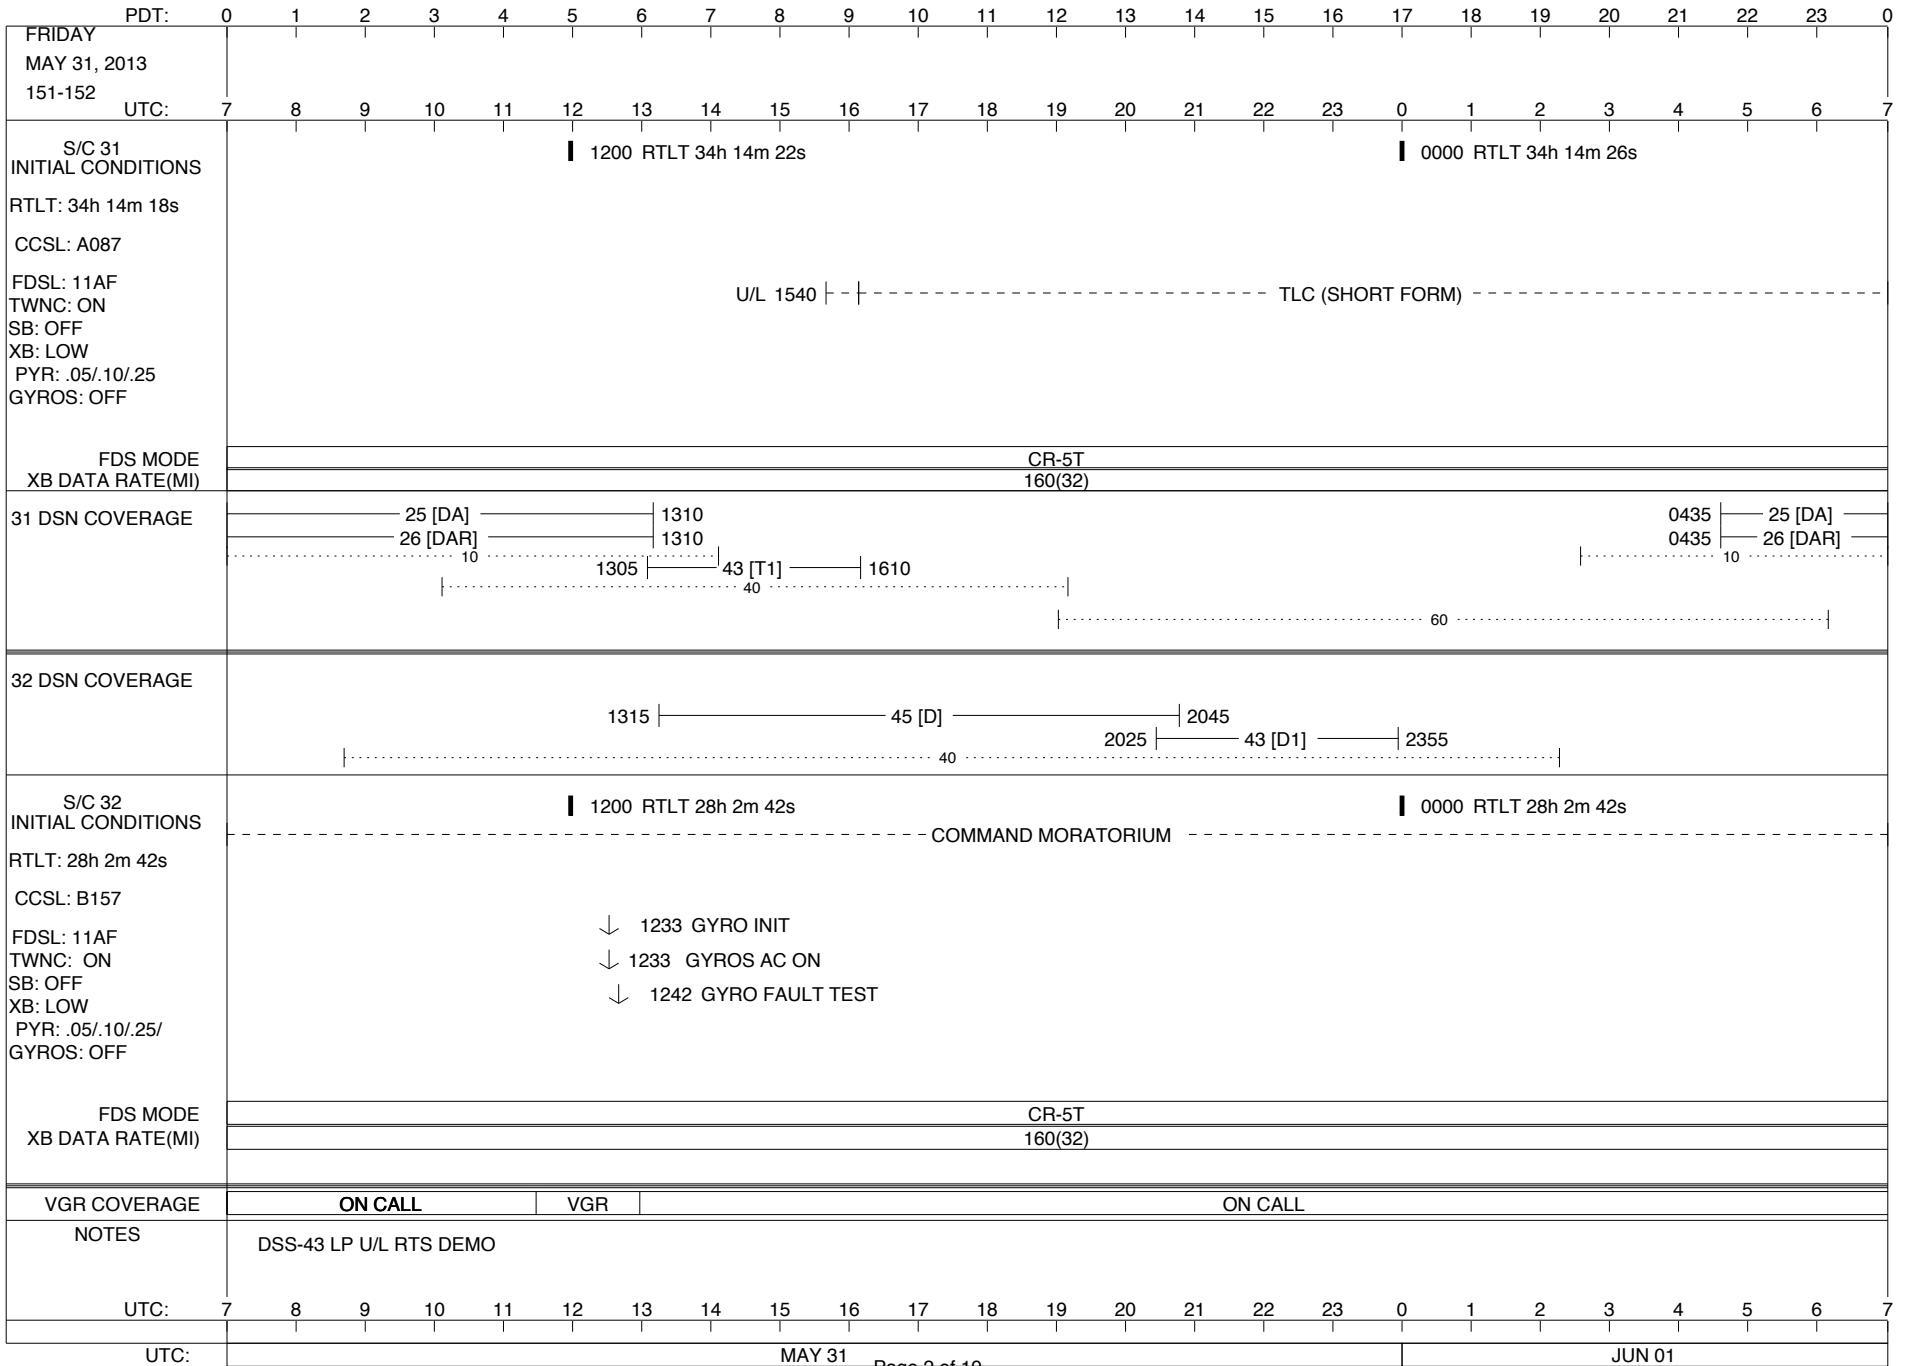 PDT: 0 1 2 3 4 5 6 7 8 9 10 11 12 13 14 15 16 17 18 19 20 21 22 23 0
FRIDAY
MAY 31, 2013
151-152
UTC: 7 8 9 10 11 12 13 14 15 16 17 18 19 20 21 22 23 0 1 2 3 4 5 6 7
S/C 31
INITIAL CONDITIONS
1200 RTLT 34h 14m 22s
0000 RTLT 34h 14m 26s
RTLT: 34h 14m 18s
CCSL: A087
FDSL: 11AF
TWNC: ON
SB: OFF
XB: LOW
PYR: .05/.10/.25
GYROS: OFF
U/L 1540
TLC (SHORT FORM)
FDS MODE CR-5T
XB DATA RATE(MI) 160(32)
31 DSN COVERAGE
25 [DA] 1310 0435 25 [DA]
26 [DAR] 1310 0435 26 [DAR]
10 10
1305 43 [T1] 1610
40
60
32 DSN COVERAGE
1315 45 [D] 2045
2025 43 [D1] 2355
40
S/C 32
INITIAL CONDITIONS
1200 RTLT 28h 2m 42s
0000 RTLT 28h 2m 42s
COMMAND MORATORIUM
RTLT: 28h 2m 42s
CCSL: B157
FDSL: 11AF
TWNC: ON
SB: OFF
XB: LOW
PYR: .05/.10/.25/
GYROS: OFF
1233 GYRO INIT
1233 GYROS AC ON
1242 GYRO FAULT TEST
FDS MODE CR-5T
XB DATA RATE(MI) 160(32)
VGR COVERAGE ON CALL VGR ON CALL
NOTES
DSS-43 LP U/L RTS DEMO
UTC: 7 8 9 10 11 12 13 14 15 16 17 18 19 20 21 22 23 0 1 2 3 4 5 6 7
UTC: MAY 31 JUN 01
Page 2 of 19